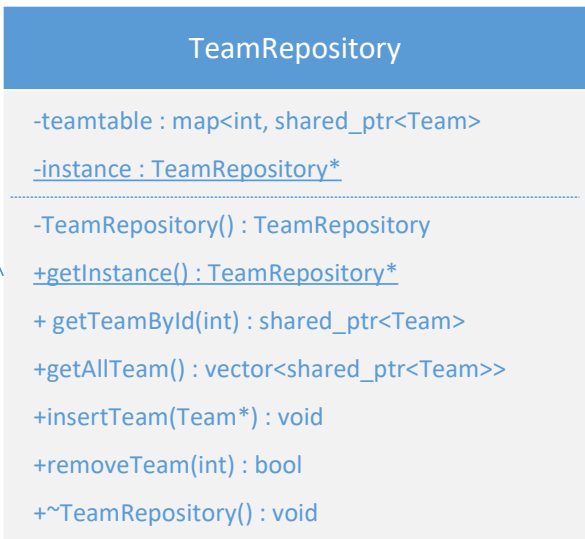 TeamRepository
-teamtable : map<int, shared_ptr<Team>
-instance : TeamRepository*
-TeamRepository() : TeamRepository
+getInstance() : TeamRepository*
+ getTeamById(int) : shared_ptr<Team>
+getAllTeam() : vector<shared_ptr<Team>>
+insertTeam(Team*) : void
+removeTeam(int) : bool
+~TeamRepository() : void